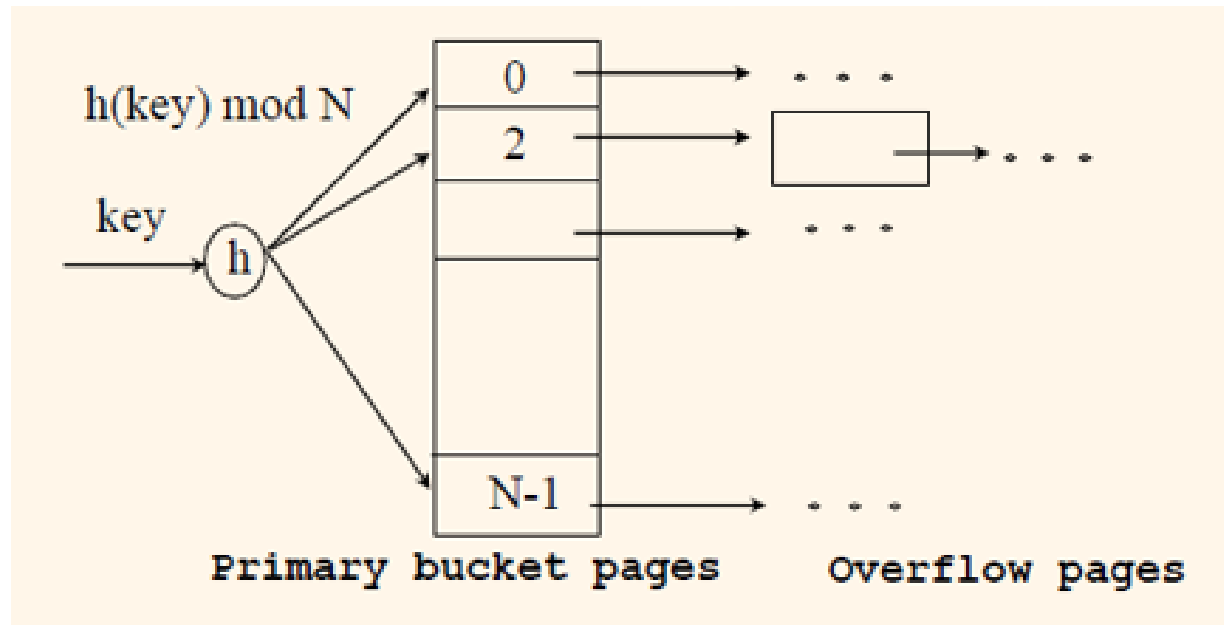 h(key) mod N
key
h
0
2
N-1
Primary bucket pages
Overflow pages